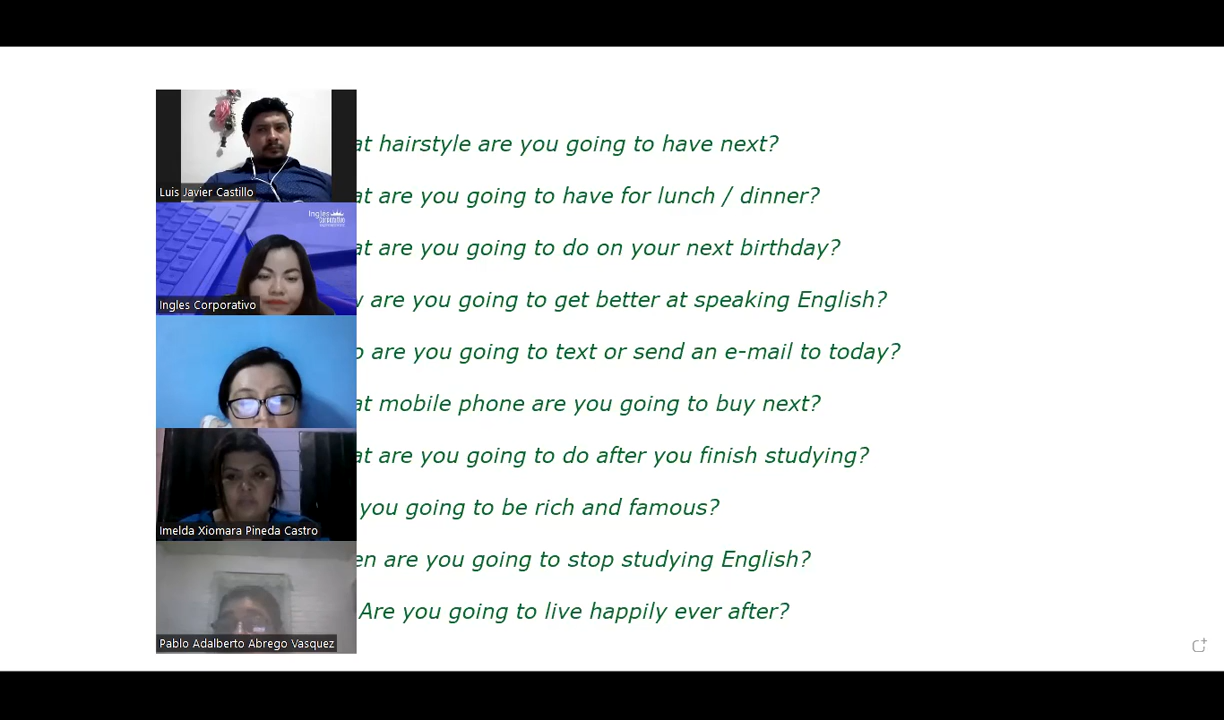 at hairstyle are you going to have next?
at are you going to have for lunch / dinner?
at are you going to do on your next birthday?
are you going to get better at speaking English?
are you going to text or send an e-mail to today?
at mobile phone are you going to buy next?
at are you going to do after you finish studying?
you going to be rich and famous?
en are you going to stop studying English?
Are you going to live happily ever after?
Luis Javier Castillo
Ingles
corporativo
Ingles Corporativo
Imelda Xiomara Pineda Castro
Pablo Adalberto Abrego Vasquez